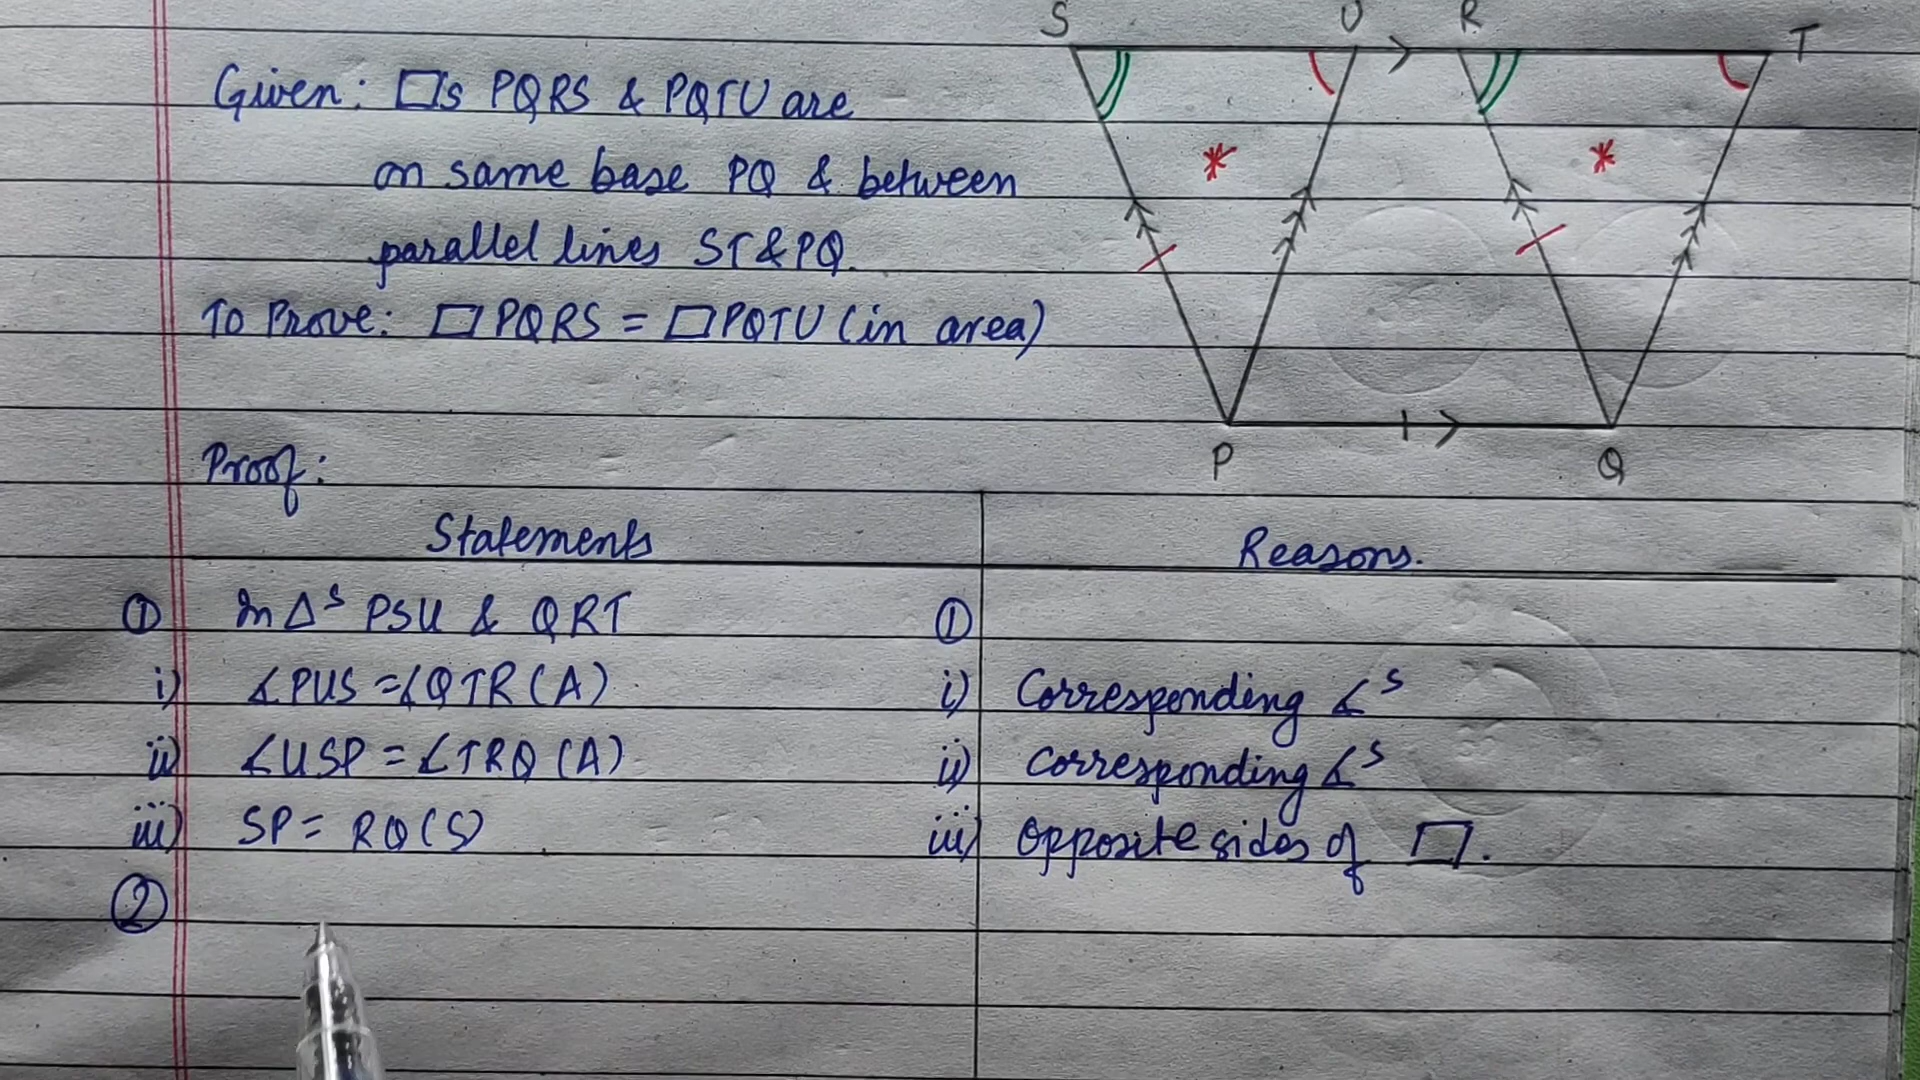 S U R T
Given: ▱s PQRS & PQTU are
on same base PQ & between
parallel lines ST & PQ.
To Prove: ▱PQRS = ▱PQTU (in area)
P Q
Proof:
Statements Reasons.
① In Δˢ PSU & QRT ①
i) ∡PUS = ∡QTR (A) i) Corresponding ∡ˢ
ii) ∡USP = ∡TRQ (A) ii) Corresponding ∡ˢ
iii) SP = RQ (S) iii) Opposite sides of ▱.
②